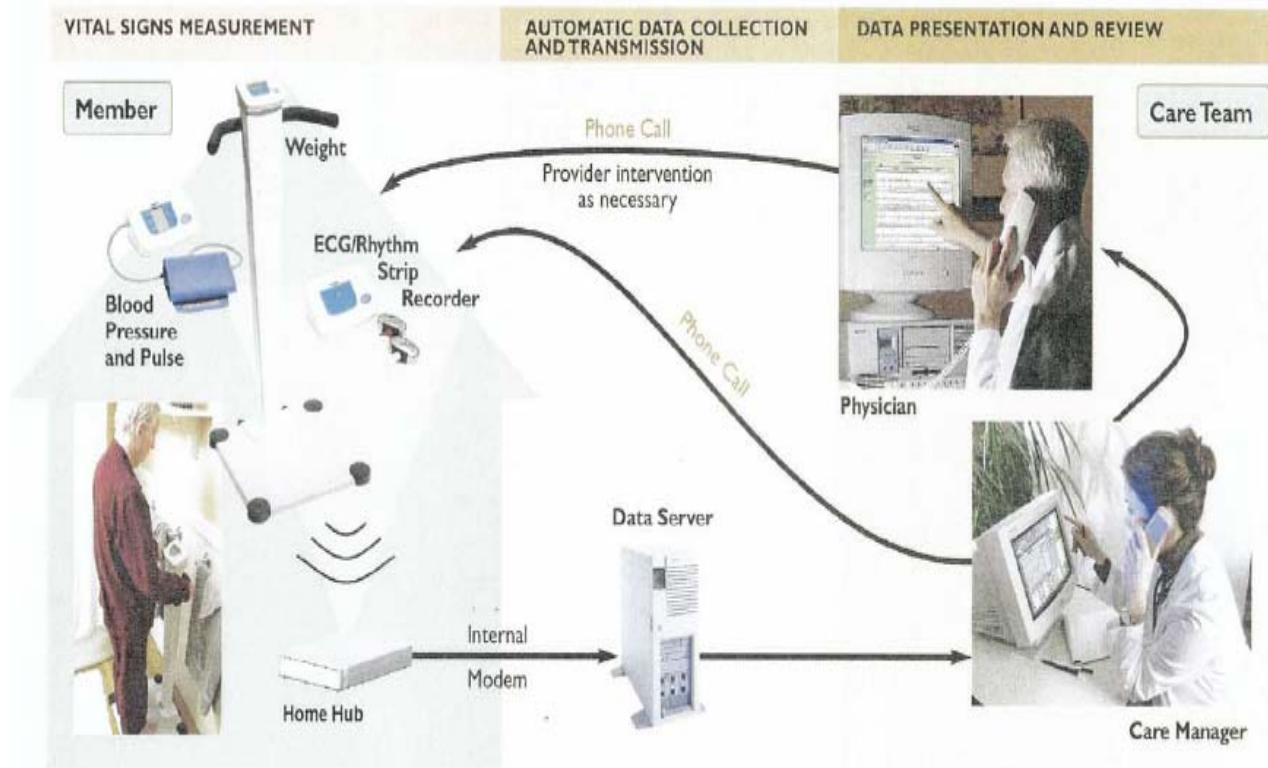 VITAL SIGNS MEASUREMENT
AUTOMATIC DATA COLLECTION
AND TRANSMISSION
DATA PRESENTATION AND REVIEW
Member
Care Team
Weight
Phone Call
Provider intervention
as necessary
ECG/Rhythm
Strip
Recorder
Blood
Pressure
and Pulse
Phone Call
Physician
Data Server
Internal
Modem
Home Hub
Care Manager